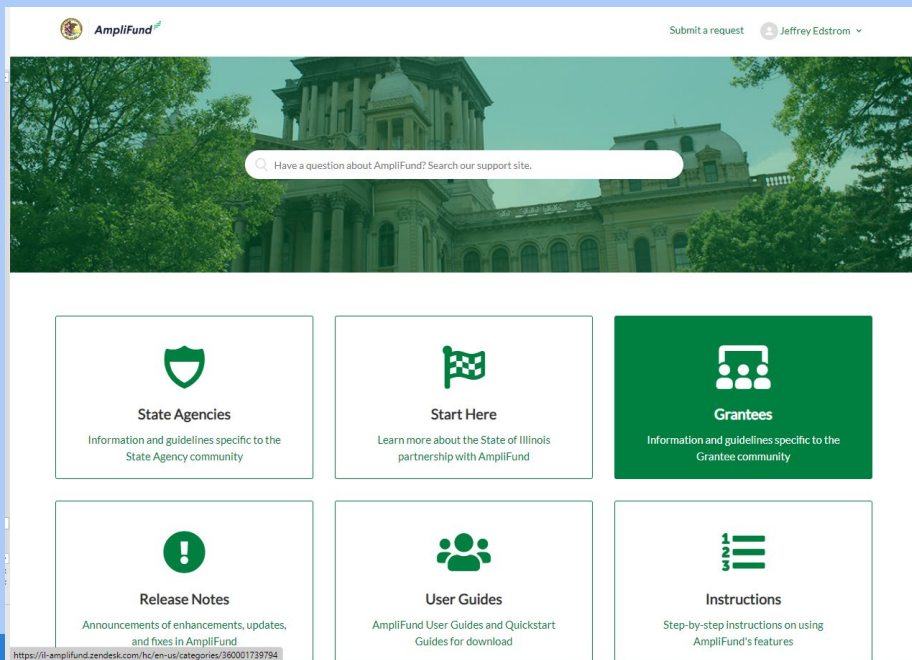 AmpliFund
Submit a request
Jeffrey Edstrom
Have a question about AmpliFund? Search our support site.
State Agencies
Information and guidelines specific to the
State Agency community
Start Here
Learn more about the State of Illinois
partnership with AmpliFund
Grantees
Information and guidelines specific to the
Grantee community
Release Notes
Announcements of enhancements, updates,
and fixes in AmpliFund
User Guides
AmpliFund User Guides and Quickstart
Guides for download
1
2
3
Instructions
Step-by-step instructions on using
AmpliFund's features
https://il-amplifund.zendesk.com/hc/en-us/categories/360001739794